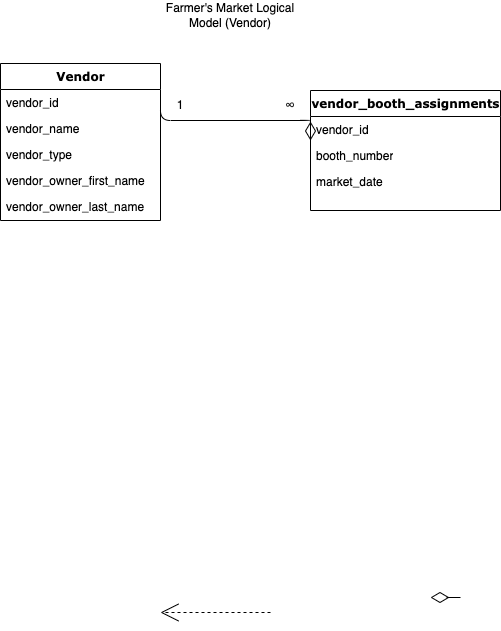 Farmer's Market Logical
Model (Vendor)
Vendor
vendor_id
vendor_name
vendor_type
vendor_owner_first_name
vendor_owner_last_name
1
∞
vendor_booth_assignments
vendor_id
booth_number
market_date